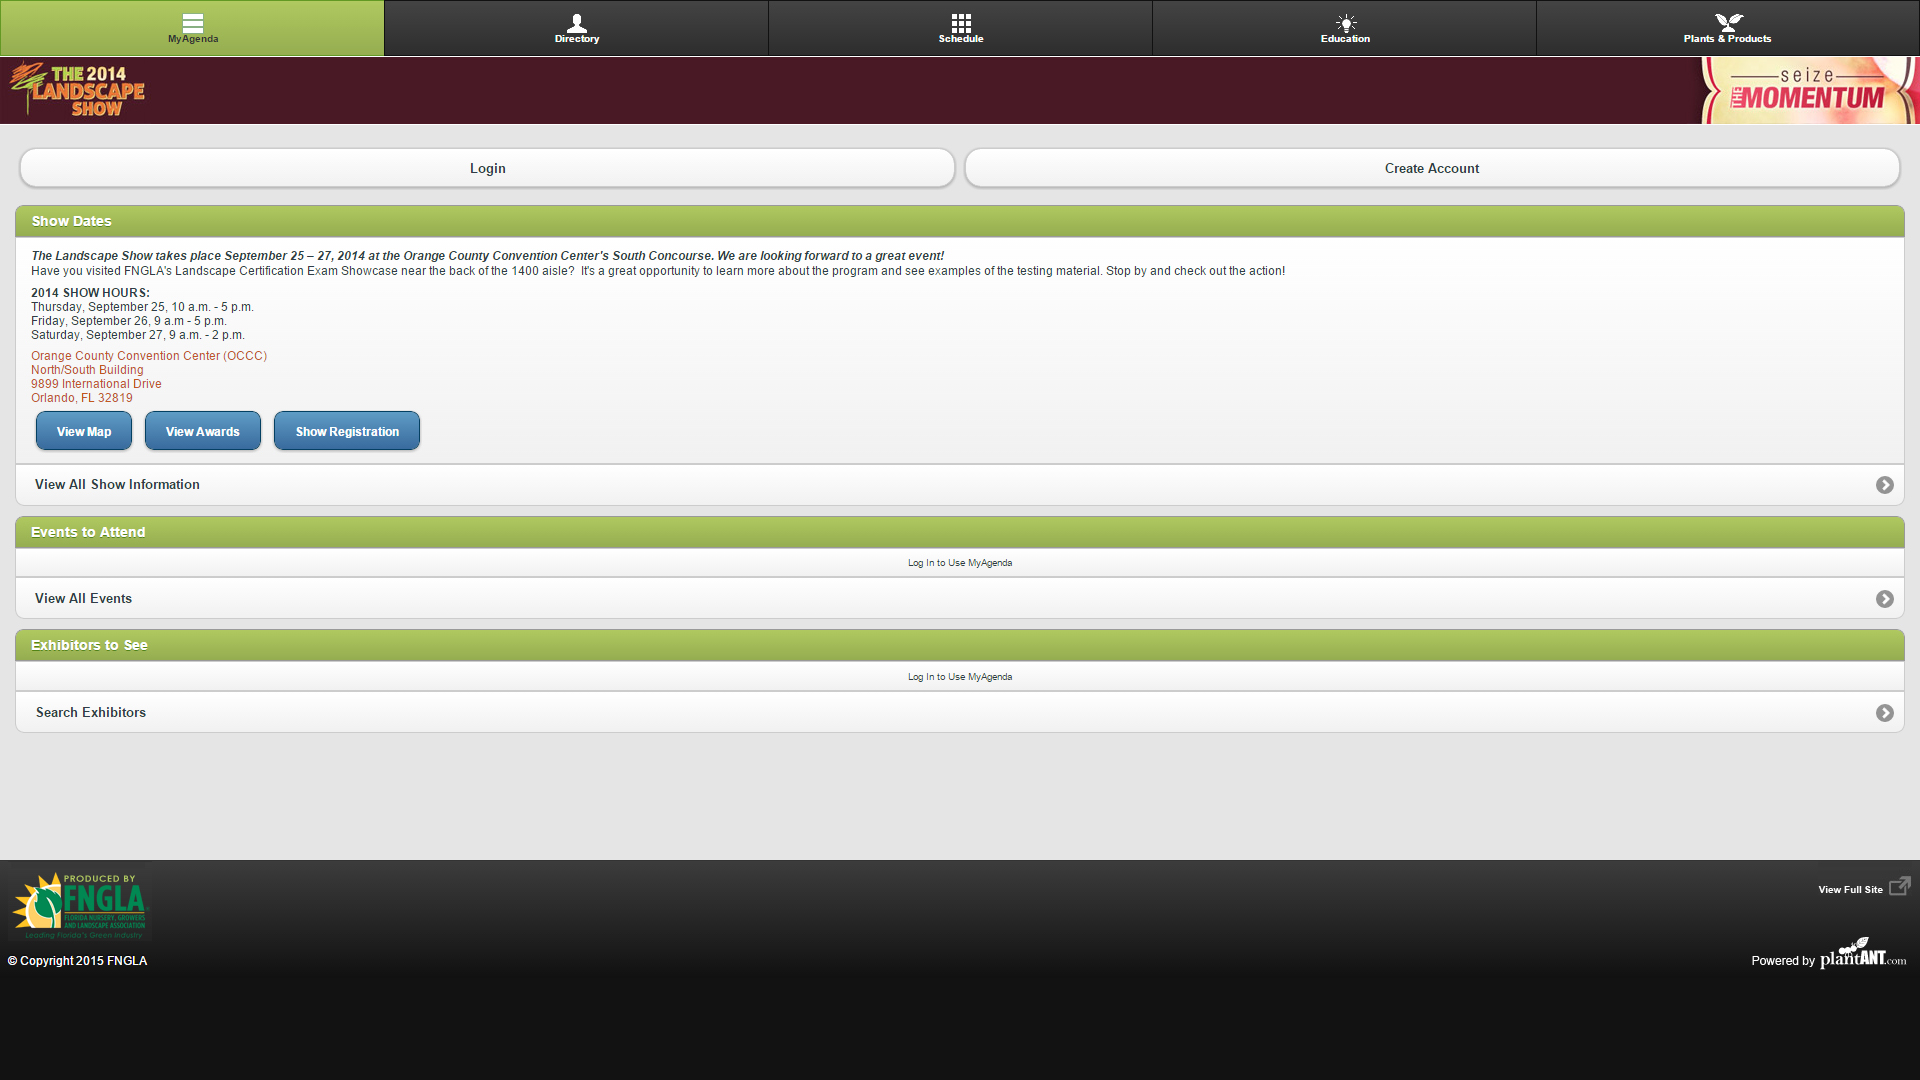 MyAgenda
Directory
Schedule
Education
Plants & Products
THE 2014
LANDSCAPE
SHOW
seize
THE MOMENTUM
Login
Create Account
Show Dates
The Landscape Show takes place September 25 – 27, 2014 at the Orange County Convention Center's South Concourse. We are looking forward to a great event!
Have you visited FNGLA's Landscape Certification Exam Showcase near the back of the 1400 aisle?  It's a great opportunity to learn more about the program and see examples of the testing material. Stop by and check out the action!
2014 SHOW HOURS:
Thursday, September 25, 10 a.m. - 5 p.m.
Friday, September 26, 9 a.m - 5 p.m.
Saturday, September 27, 9 a.m. - 2 p.m.
Orange County Convention Center (OCCC)
North/South Building
9899 International Drive
Orlando, FL 32819
View Map
View Awards
Show Registration
View All Show Information
Events to Attend
Log In to Use MyAgenda
View All Events
Exhibitors to See
Log In to Use MyAgenda
Search Exhibitors
PRODUCED BY
FNGLA
FLORIDA NURSERY, GROWERS
AND LANDSCAPE ASSOCIATION
Leading Florida's Green Industry
View Full Site
© Copyright 2015 FNGLA
Powered by plantANT.com